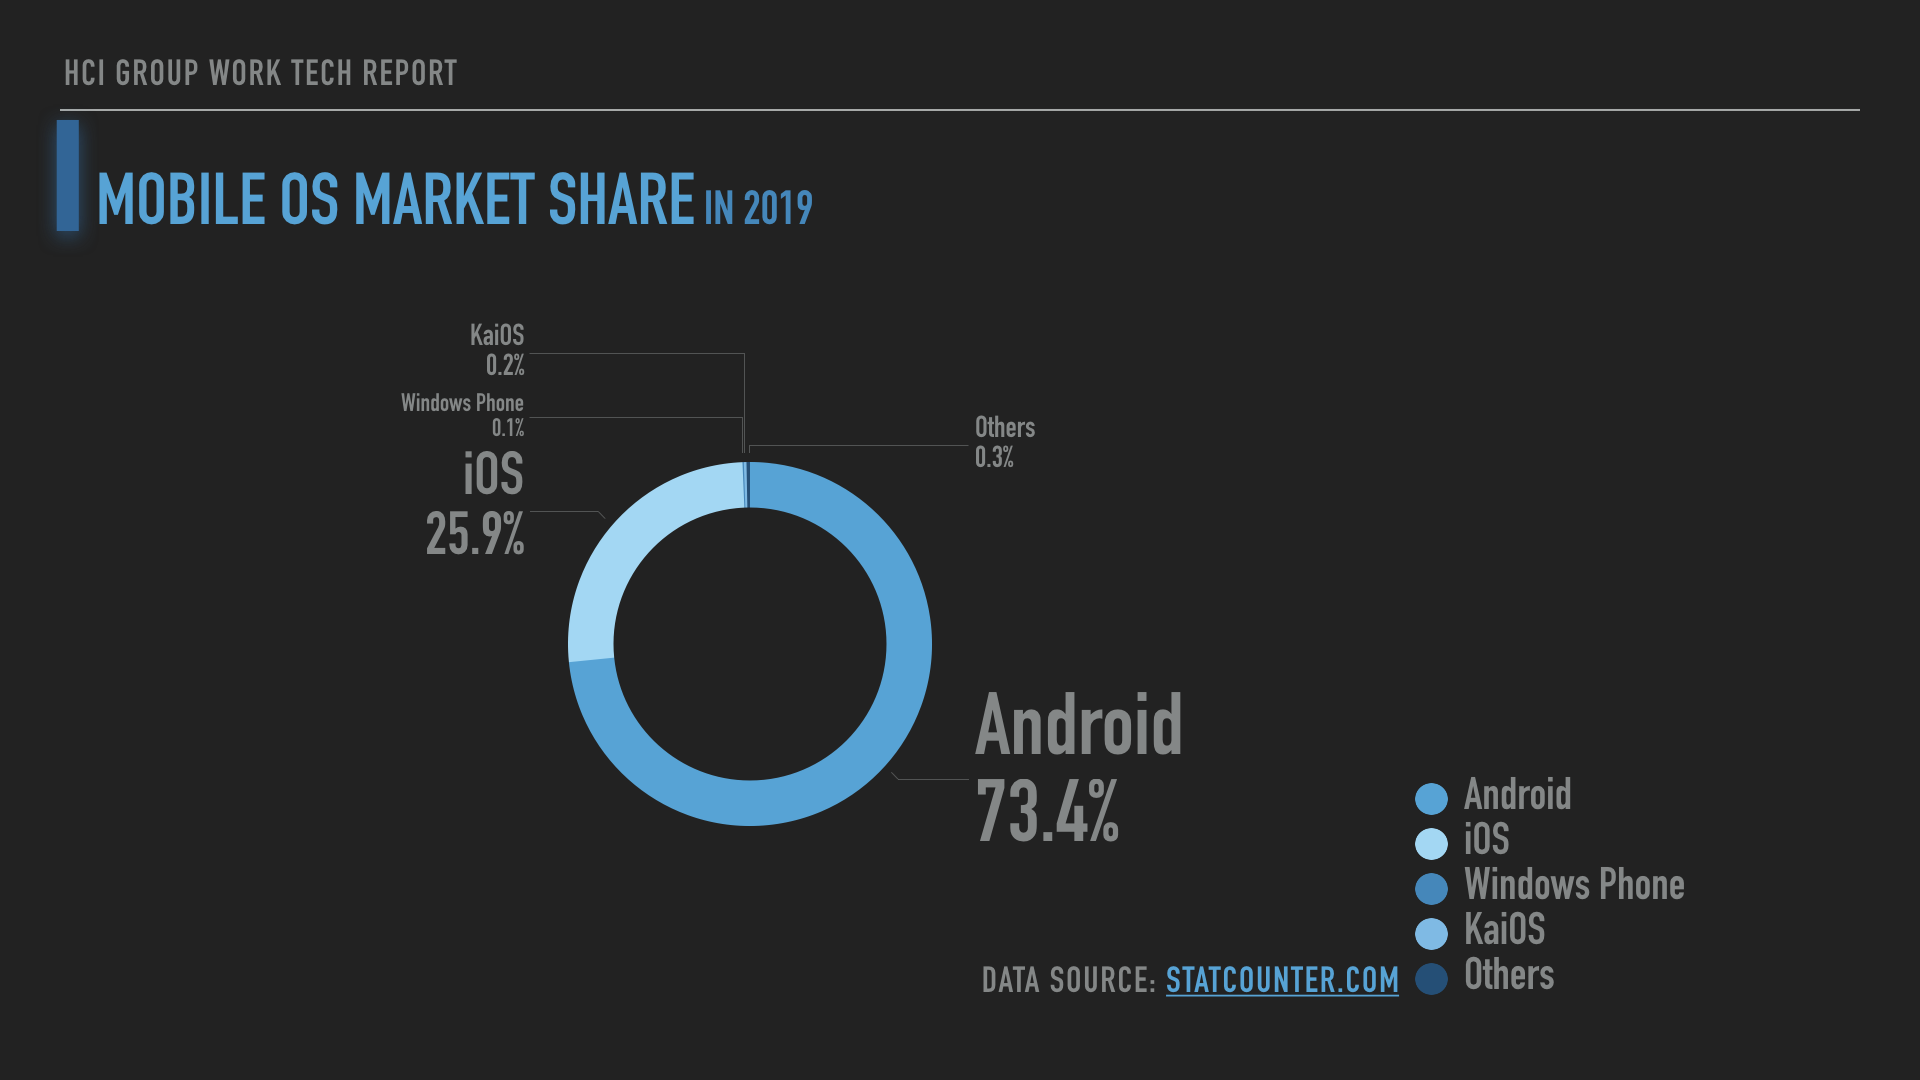 HCI GROUP WORK TECH REPORT
MOBILE OS MARKET SHARE IN 2019
KaiOS
0.2%
Windows Phone
0.1%
iOS
25.9%
Others
0.3%
Android
73.4%
Android
iOS
Windows Phone
KaiOS
Others
DATA SOURCE: STATCOUNTER.COM